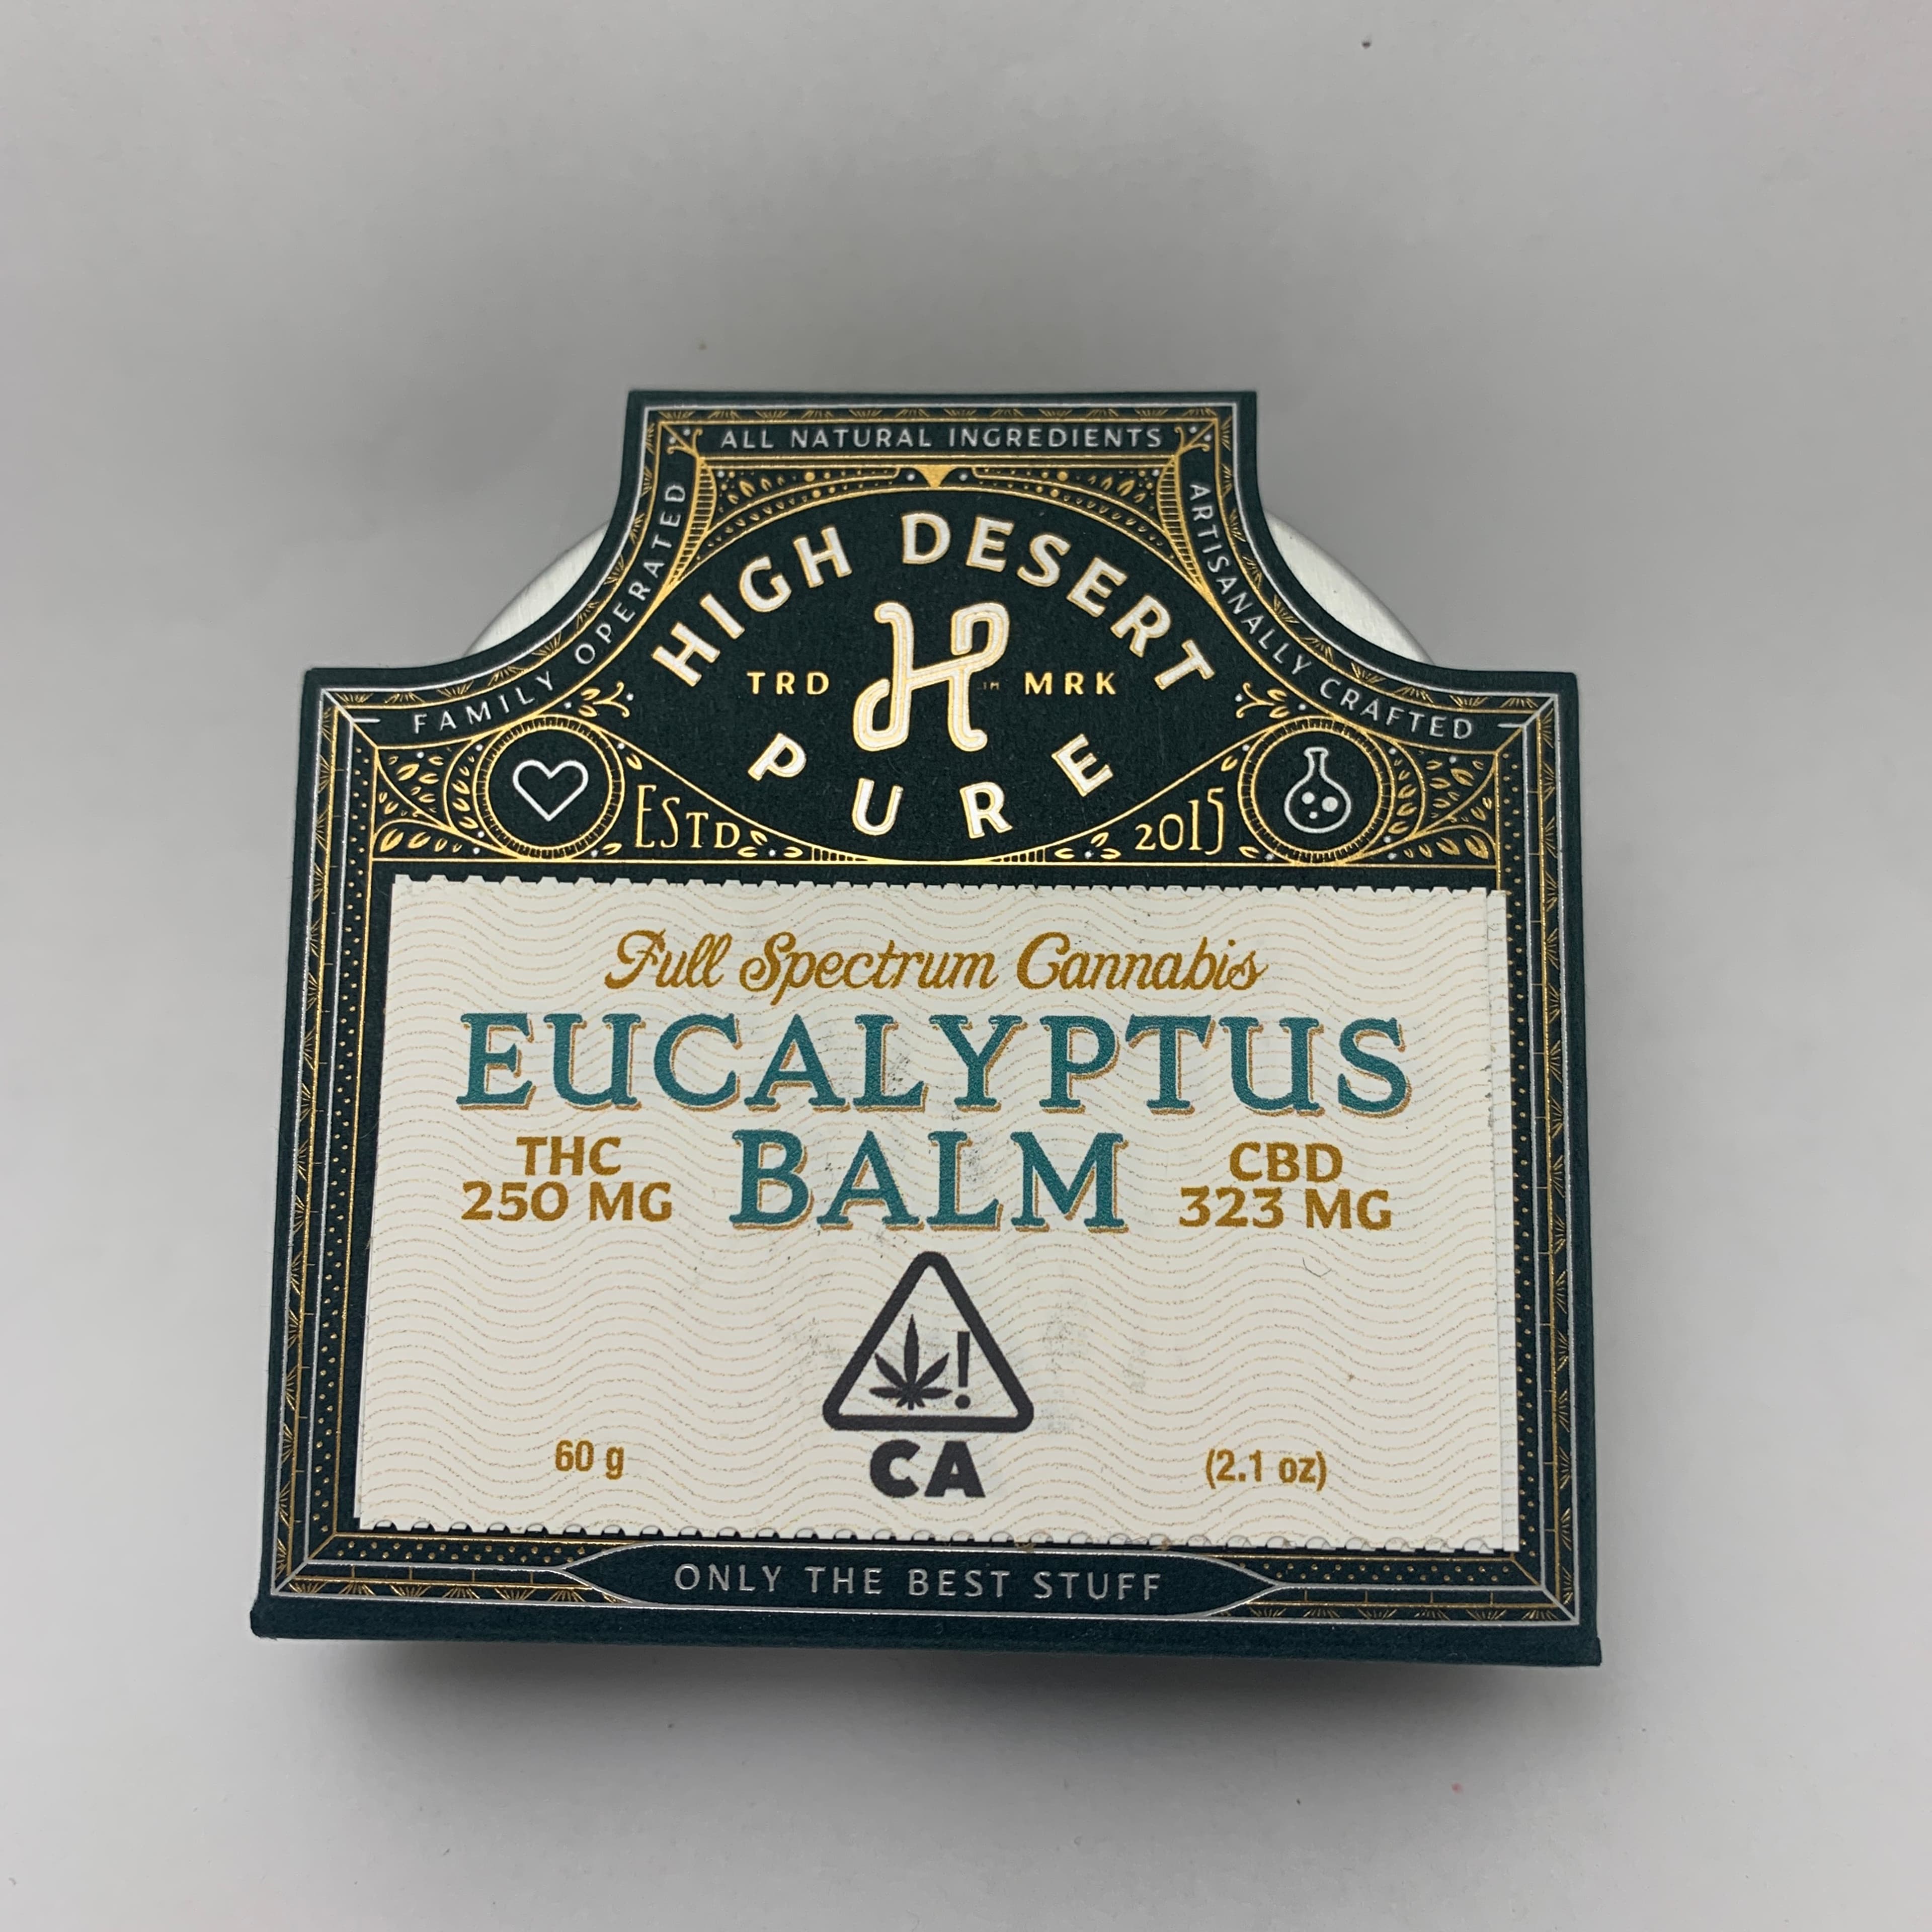 ALL NATURAL INGREDIENTS
FAMILY OPERATED
ARTISANALLY CRAFTED
HIGH DESERT
TRD H ™ MRK
PURE
ESTD 2015
Full Spectrum Cannabis
EUCALYPTUS
BALM
THC
250 MG
CBD
323 MG
!
CA
60 g
(2.1 oz)
ONLY THE BEST STUFF